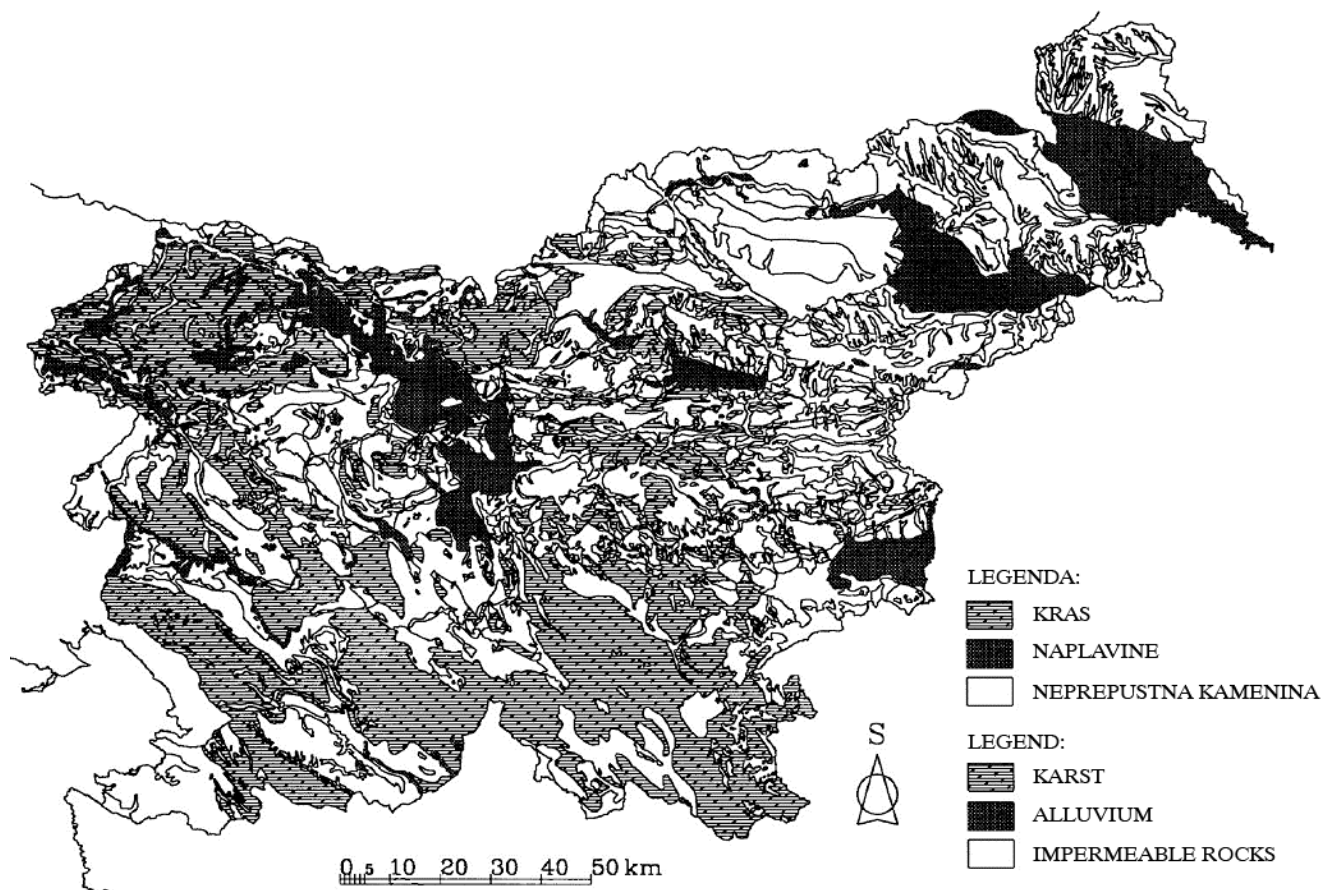 LEGENDA:
KRAS
NAPLAVINE
NEPREPUSTNA KAMENINA
S
LEGEND:
KARST
ALLUVIUM
IMPERMEABLE ROCKS
0 5 10 20 30 40 50 km